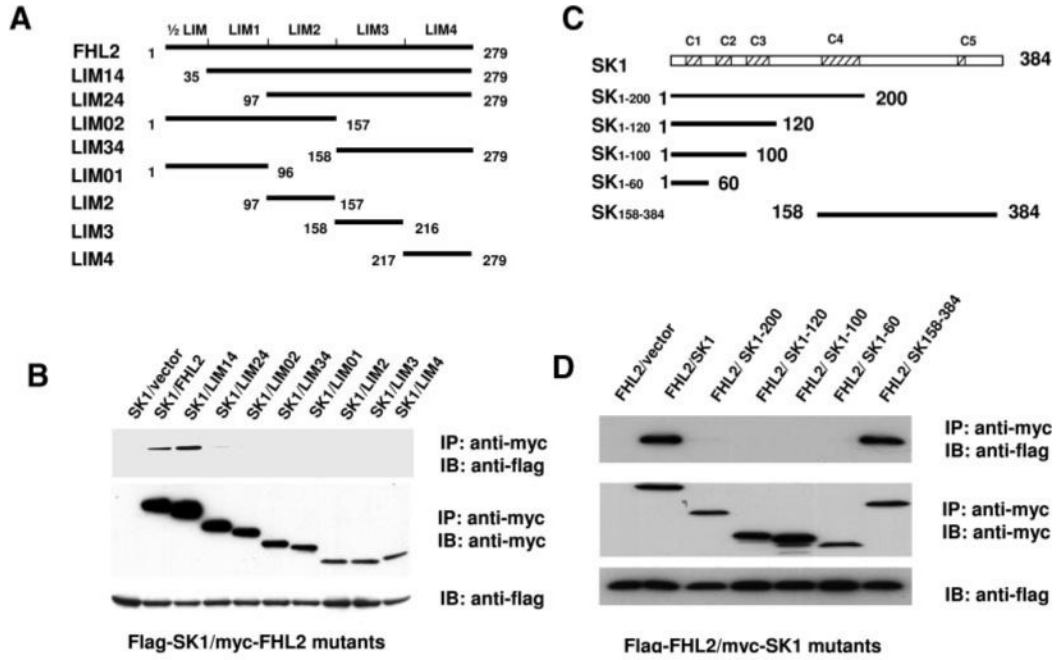 A
½ LIM LIM1 LIM2 LIM3 LIM4
FHL2 1 279
LIM14 35 279
LIM24 97 279
LIM02 1 157
LIM34 158 279
LIM01 1 96
LIM2 97 157
LIM3 158 216
LIM4 217 279
B
SK1/vector
SK1/FHL2
SK1/LIM14
SK1/LIM24
SK1/LIM02
SK1/LIM34
SK1/LIM01
SK1/LIM2
SK1/LIM3
SK1/LIM4
IP: anti-myc
IB: anti-flag
IP: anti-myc
IB: anti-myc
IB: anti-flag
Flag-SK1/myc-FHL2 mutants
C
C1 C2 C3 C4 C5
SK1 384
SK1-200 1 200
SK1-120 1 120
SK1-100 1 100
SK1-60 1 60
SK158-384 158 384
D
FHL2/vector
FHL2/SK1
FHL2/ SK1-200
FHL2/ SK1-120
FHL2/ SK1-100
FHL2/ SK1-60
FHL2/ SK158-384
IP: anti-myc
IB: anti-flag
IP: anti-myc
IB: anti-myc
IB: anti-flag
Flag-FHL2/myc-SK1 mutants